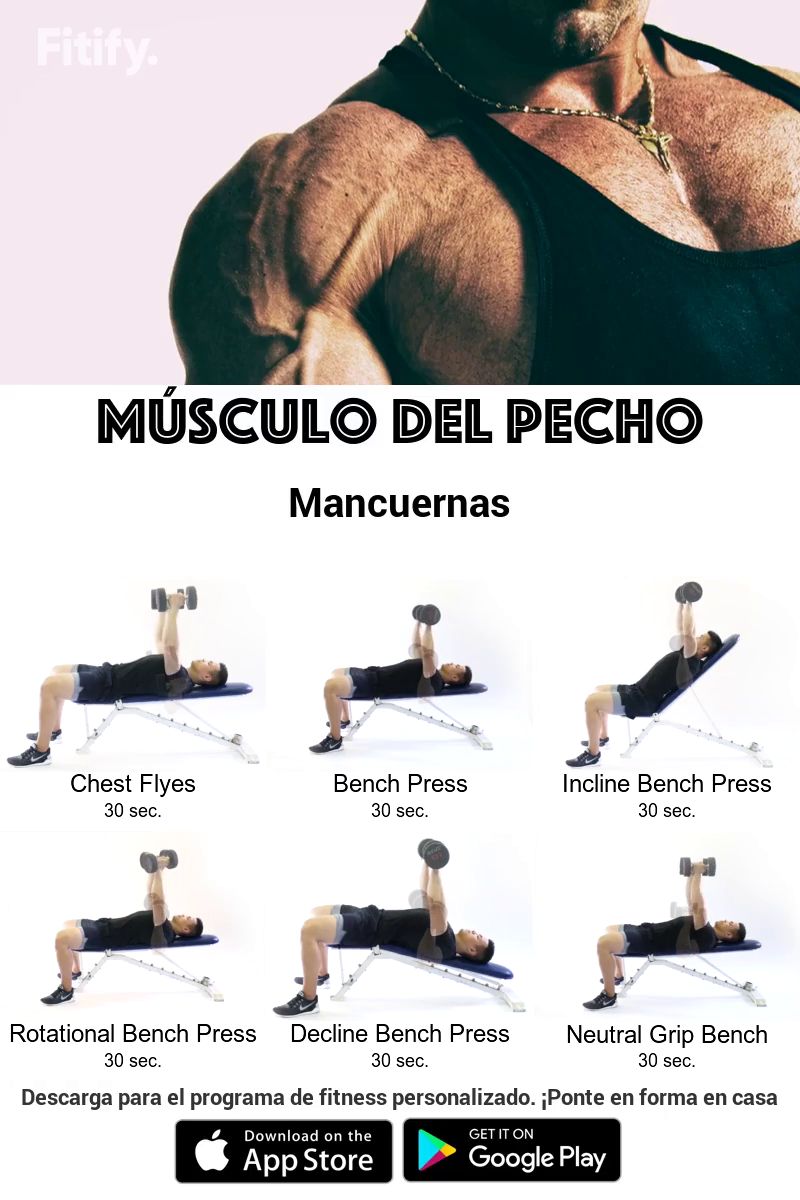 Fitify.
MÚSCULO DEL PECHO
Mancuernas
Chest Flyes
30 sec.
Bench Press
30 sec.
Incline Bench Press
30 sec.
Rotational Bench Press
30 sec.
Decline Bench Press
30 sec.
Neutral Grip Bench
30 sec.
Descarga para el programa de fitness personalizado. ¡Ponte en forma en casa
Download on the
App Store
GET IT ON
Google Play